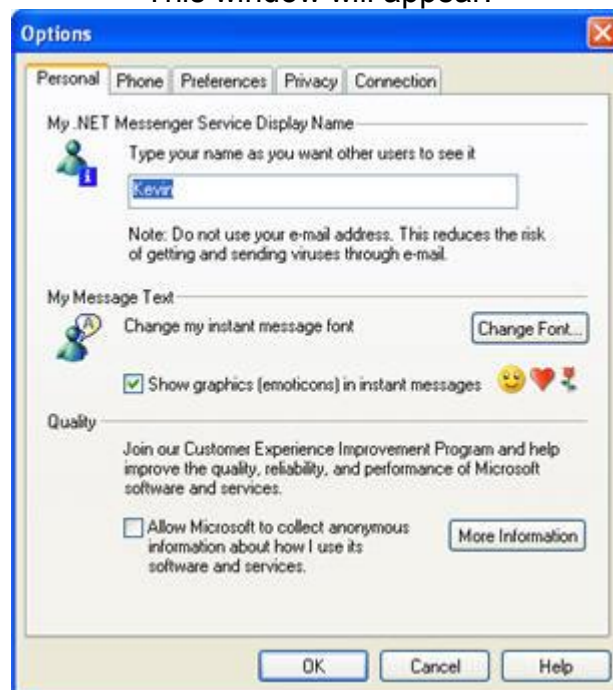 This window will appear:
Options
Personal Phone Preferences Privacy Connection
My .NET Messenger Service Display Name
Type your name as you want other users to see it
Kevin
Note: Do not use your e-mail address. This reduces the risk
of getting and sending viruses through e-mail.
My Message Text
Change my instant message font
Change Font...
Show graphics (emoticons) in instant messages
Quality
Join our Customer Experience Improvement Program and help
improve the quality, reliability, and performance of Microsoft
software and services.
Allow Microsoft to collect anonymous
information about how I use its
software and services.
More Information
OK Cancel Help